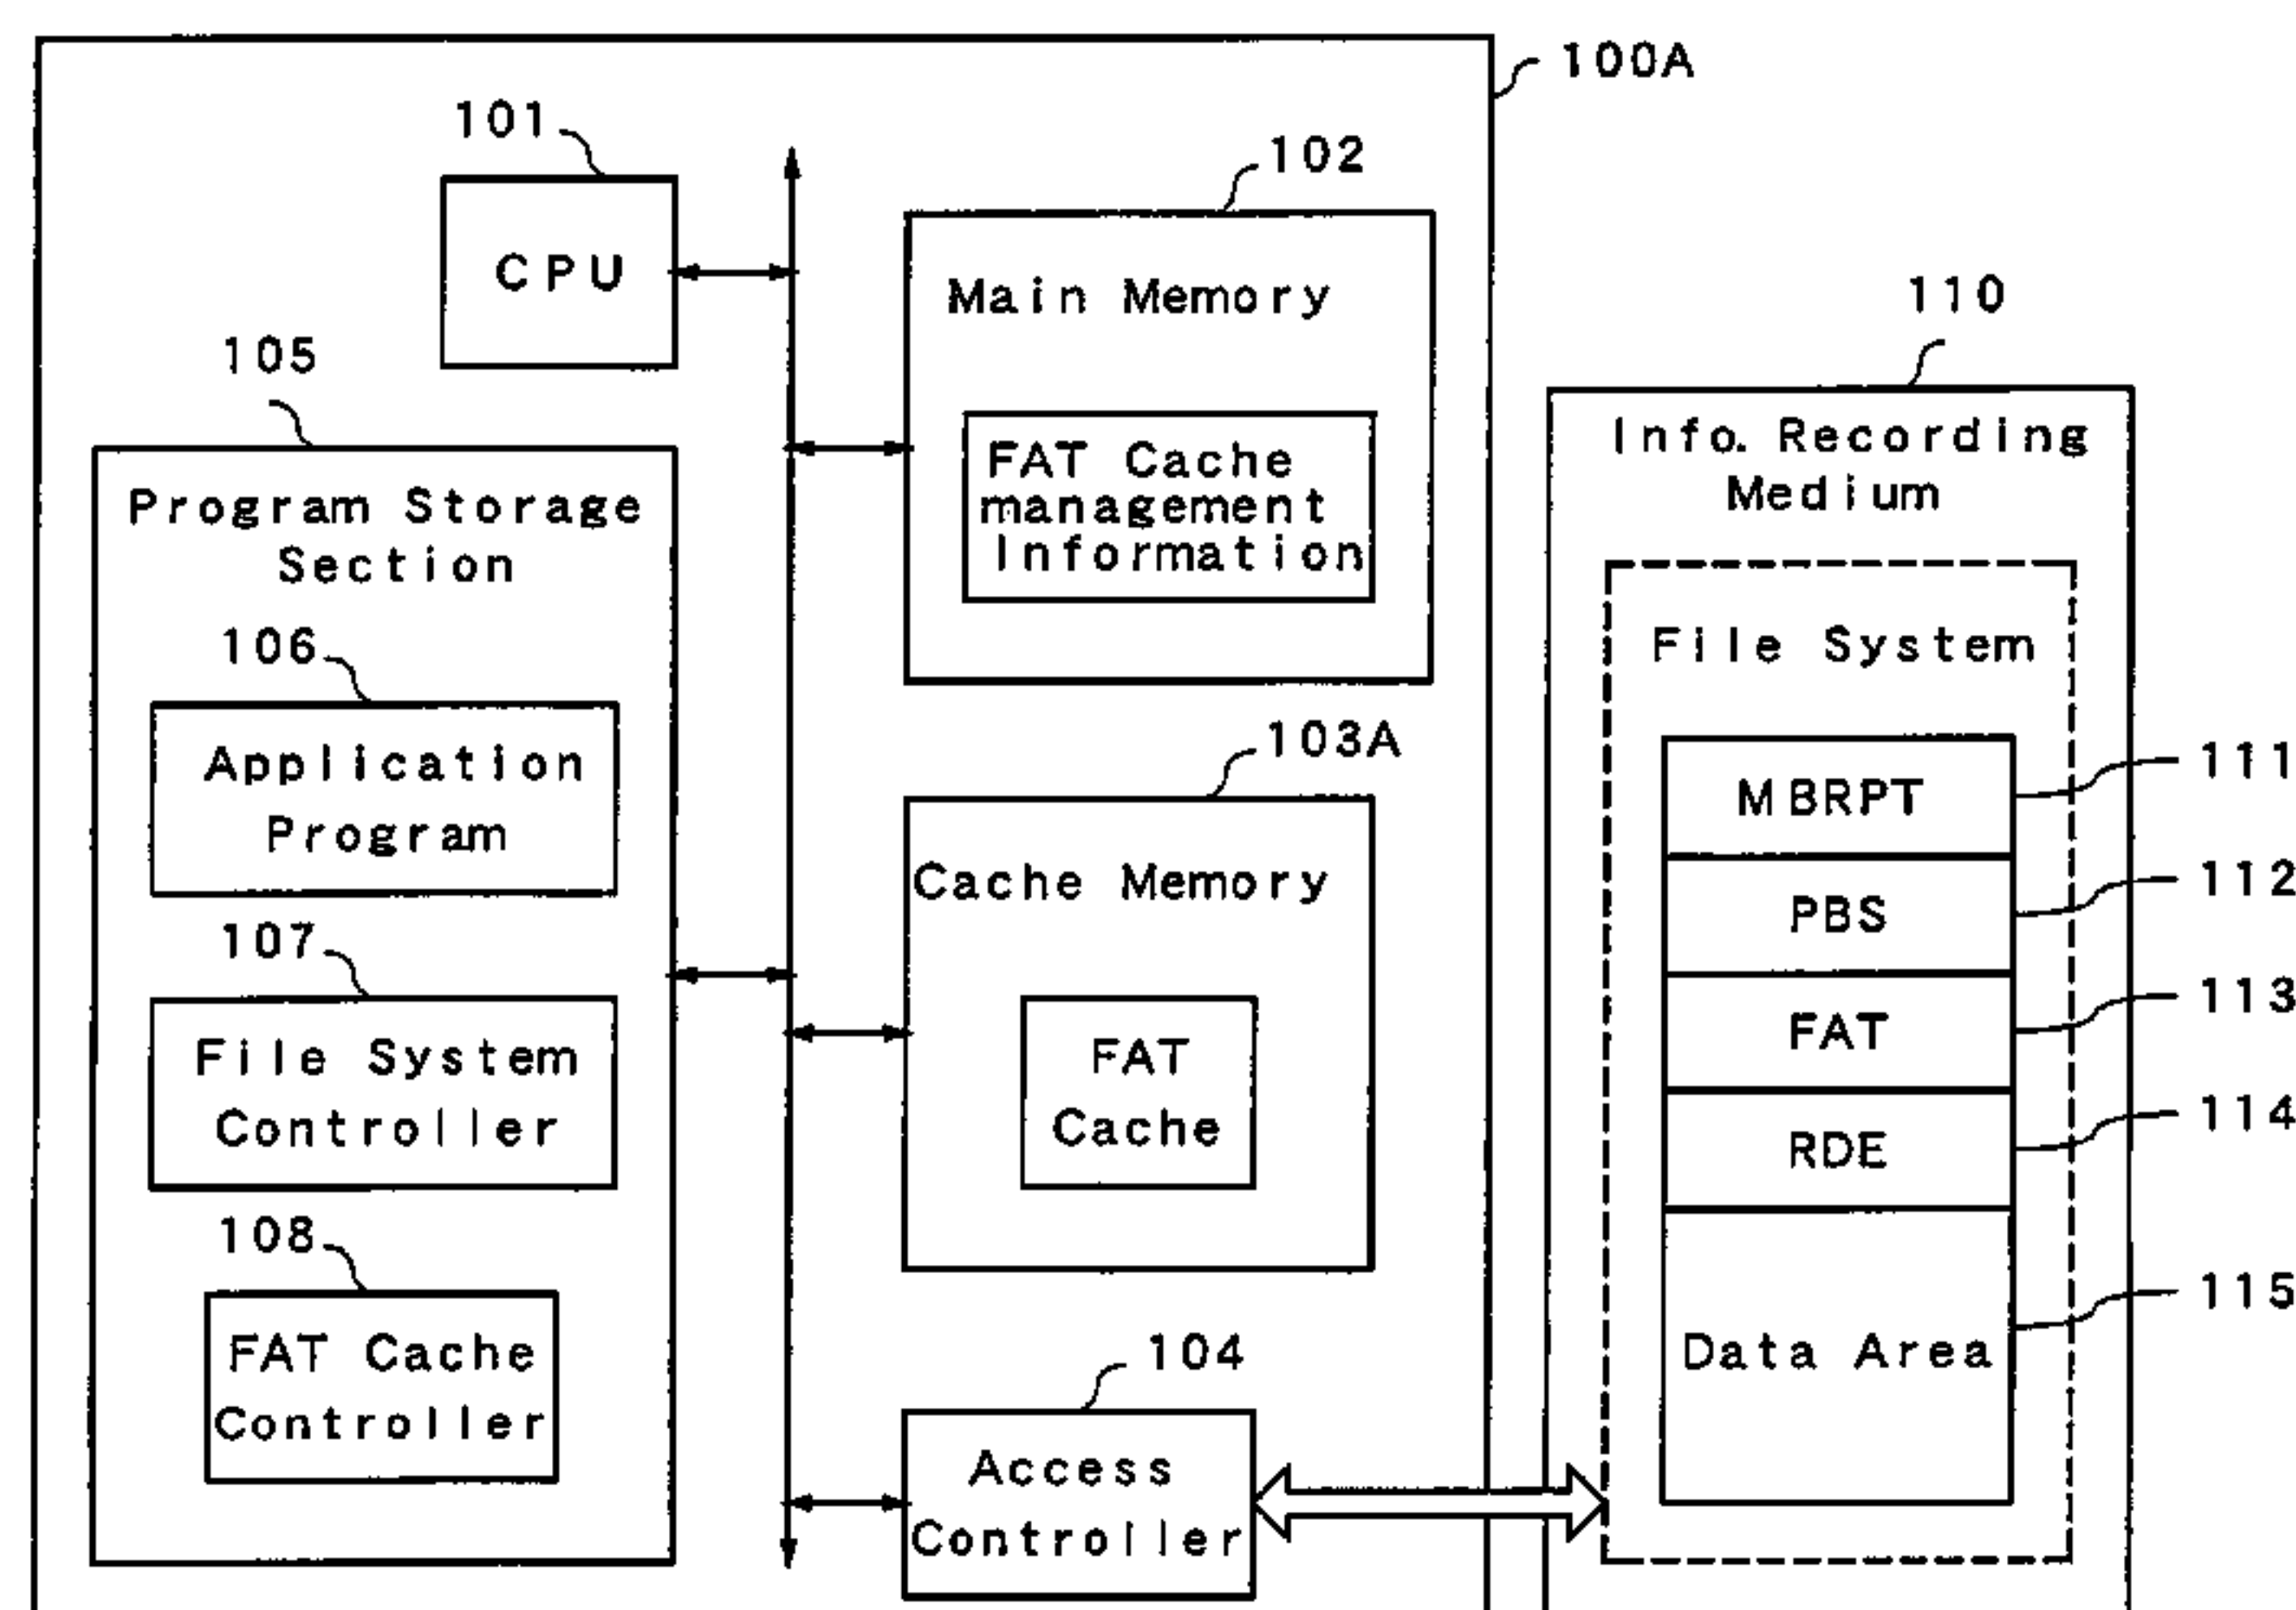 100A
101
CPU
102
Main Memory
FAT Cache
management
Information
105
Program Storage
Section
106
Application
Program
107
File System
Controller
108
FAT Cache
Controller
103A
Cache Memory
FAT
Cache
104
Access
Controller
110
Info. Recording
Medium
File System
MBRPT
111
PBS
112
FAT
113
RDE
114
Data Area
115